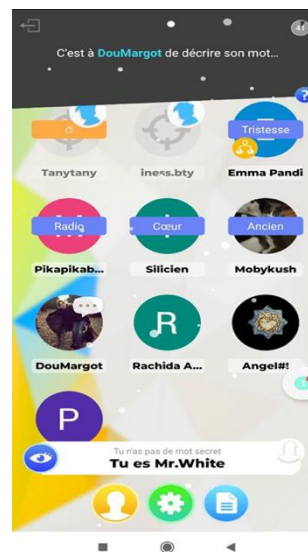 41
C'est à DouMargot de décrire son mot...
?
Tristesse
Tanytany
iness.bty
Emma Pandi
Radio
Cœur
Ancien
Pikapikab...
Silicien
Mobykush
R
DouMargot
Rachida A...
Angel#!
P
Tu n'as pas de mot secret
Tu es Mr.White